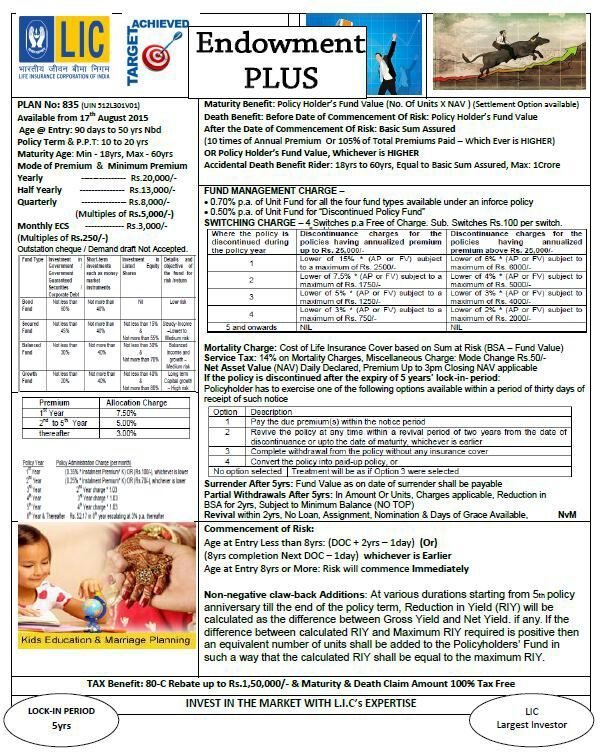 LIC
भारतीय जीवन बीमा निगम
LIFE INSURANCE CORPORATION OF INDIA
TARGET
ACHIEVED
Endowment
PLUS
PLAN No: 835 (UIN 512L301V01)
Available from 17th August 2015
Age @ Entry: 90 days to 50 yrs Nbd
Policy Term & P.P.T: 10 to 20 yrs
Maturity Age: Min - 18yrs, Max - 60yrs
Mode of Premium & Minimum Premium
Yearly --------------- Rs.20,000/-
Half Yearly --------------- Rs.13,000/-
Quarterly --------------- Rs.8,000/-
(Multiples of Rs.5,000/-)
Monthly ECS --------------- Rs.3,000/-
(Multiples of Rs.250/-)
Outstation cheque / Demand draft Not Accepted.
Fund Type Investment in Government / Government Guaranteed Securities Corporate Debt Short-term investments such as money market instruments Investment in Listed Equity Shares Details and objective of the fund for risk /return
Bond Fund Not less than 60% Not more than 40% Nil Low risk
Secured Fund Not less than 45% Not more than 40% Not less than 15% & Not more than 55% Steady Income –Lower to Medium risk
Balanced Fund Not less than 30% Not more than 40% Not less than 30% & Not more than 70% Balanced Income and growth – Medium risk
Growth Fund Not less than 20% Not more than 40% Not less than 40% & Not more than 80% Long term Capital growth – High risk
Premium Allocation Charge
1st Year 7.50%
2nd to 5th Year 5.00%
thereafter 3.00%
Policy Year Policy Administration Charge (per month)
1st Year
2nd Year
3rd Year 2nd Year charge * 1.03
4th Year 3rd Year charge * 1.03
5th Year 4th Year charge * 1.03
Kids Education & Marriage Planning
Maturity Benefit: Policy Holder's Fund Value (No. Of Units X NAV ) (Settlement Option available)
Death Benefit: Before Date of Commencement Of Risk: Policy Holder's Fund Value
After the Date of Commencement Of Risk: Basic Sum Assured
(10 times of Annual Premium Or 105% of Total Premiums Paid – Which Ever is HIGHER)
OR Policy Holder's Fund Value, Whichever is HIGHER
Accidental Death Benefit Rider: 18yrs to 60yrs, Equal to Basic Sum Assured, Max: 1Crore
FUND MANAGEMENT CHARGE –
• 0.70% p.a. of Unit Fund for all the four fund types available under an inforce policy
• 0.50% p.a. of Unit Fund for "Discontinued Policy Fund"
SWITCHING CHARGE – 4 Switches p.a Free of Charge. Sub. Switches Rs.100 per switch.
Where the policy is discontinued during the policy year Discontinuance charges for the policies having annualized premium up to Rs. 25,000/- Discontinuance charges for the policies having annualized premium above Rs. 25,000/-
1 Lower of 15% * (AP or FV) subject to a maximum of Rs. 2500/- Lower of 6% * (AP or FV) subject to maximum of Rs. 6000/-
2 Lower of 7.5% * (AP or FV) subject to a maximum of Rs. 1750/- Lower of 4% * (AP or FV) subject to a maximum of Rs. 5000/-
3 Lower of 5% * (AP or FV) subject to a maximum of Rs. 1250/- Lower of 3% * (AP or FV) subject to a maximum of Rs. 4000/-
4 Lower of 3% * (AP or FV) subject to a maximum of Rs. 750/- Lower of 2% * (AP or FV) subject to a maximum of Rs. 2000/-
5 and onwards NIL NIL
Mortality Charge: Cost of Life Insurance Cover based on Sum at Risk (BSA – Fund Value)
Service Tax: 14% on Mortality Charges, Miscellaneous Charge: Mode Change Rs.50/-
Net Asset Value (NAV) Daily Declared, Premium Up to 3pm Closing NAV applicable
If the policy is discontinued after the expiry of 5 years' lock-in- period:
Policyholder has to exercise one of the following options available within a period of thirty days of
receipt of such notice
Option Description
1 Pay the due premium(s) within the notice period
2 Revive the policy at any time within a revival period of two years from the date of discontinuance or upto the date of maturity, whichever is earlier
3 Complete withdrawal from the policy without any insurance cover
4 Convert the policy into paid-up policy, or
No option selected Treatment will be as if Option 3 were selected
Surrender After 5yrs: Fund Value as on date of surrender shall be payable
Partial Withdrawals After 5yrs: In Amount Or Units, Charges applicable, Reduction in
BSA for 2yrs, Subject to Minimum Balance (NO TOP)
Revival within 2yrs, No Loan, Assignment, Nomination & Days of Grace Available, NvM
Commencement of Risk:
Age at Entry Less than 8yrs: (DOC + 2yrs – 1day) (Or)
(8yrs completion Next DOC – 1day) whichever is Earlier
Age at Entry 8yrs or More: Risk will commence Immediately
Non-negative claw-back Additions: At various durations starting from 5th policy
anniversary till the end of the policy term, Reduction in Yield (RIY) will be
calculated as the difference between Gross Yield and Net Yield. if any. If the
difference between calculated RIY and Maximum RIY required is positive then
an equivalent number of units shall be added to the Policyholders' Fund in
such a way that the calculated RIY shall be equal to the maximum RIY.
TAX Benefit: 80-C Rebate up to Rs.1,50,000/- & Maturity & Death Claim Amount 100% Tax Free
LOCK-IN PERIOD
5yrs
INVEST IN THE MARKET WITH L.I.C's EXPERTISE
LIC
Largest Investor